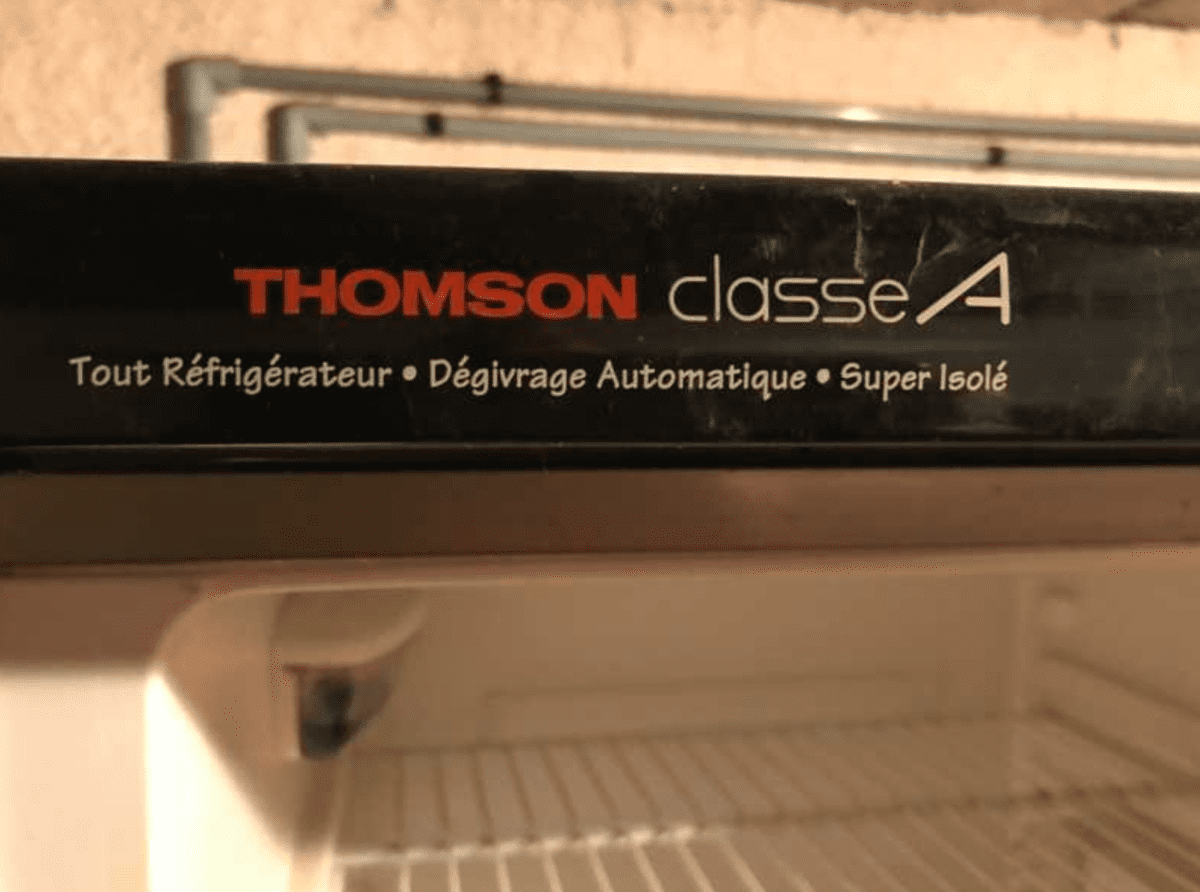 THOMSON classe A
Tout Réfrigérateur • Dégivrage Automatique • Super Isolé